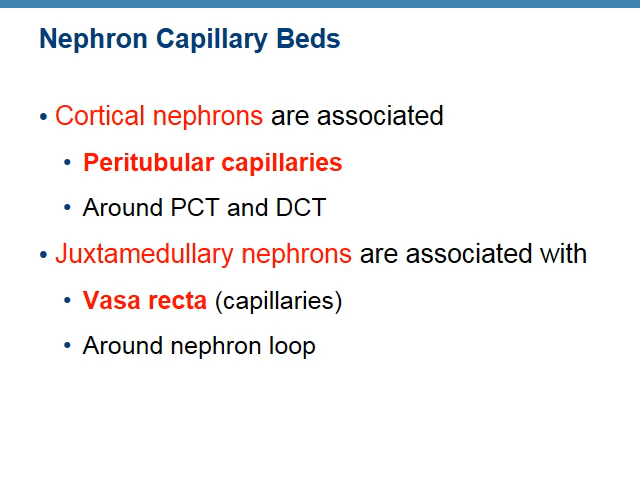 Nephron Capillary Beds
• Cortical nephrons are associated
• Peritubular capillaries
• Around PCT and DCT
• Juxtamedullary nephrons are associated with
• Vasa recta (capillaries)
• Around nephron loop